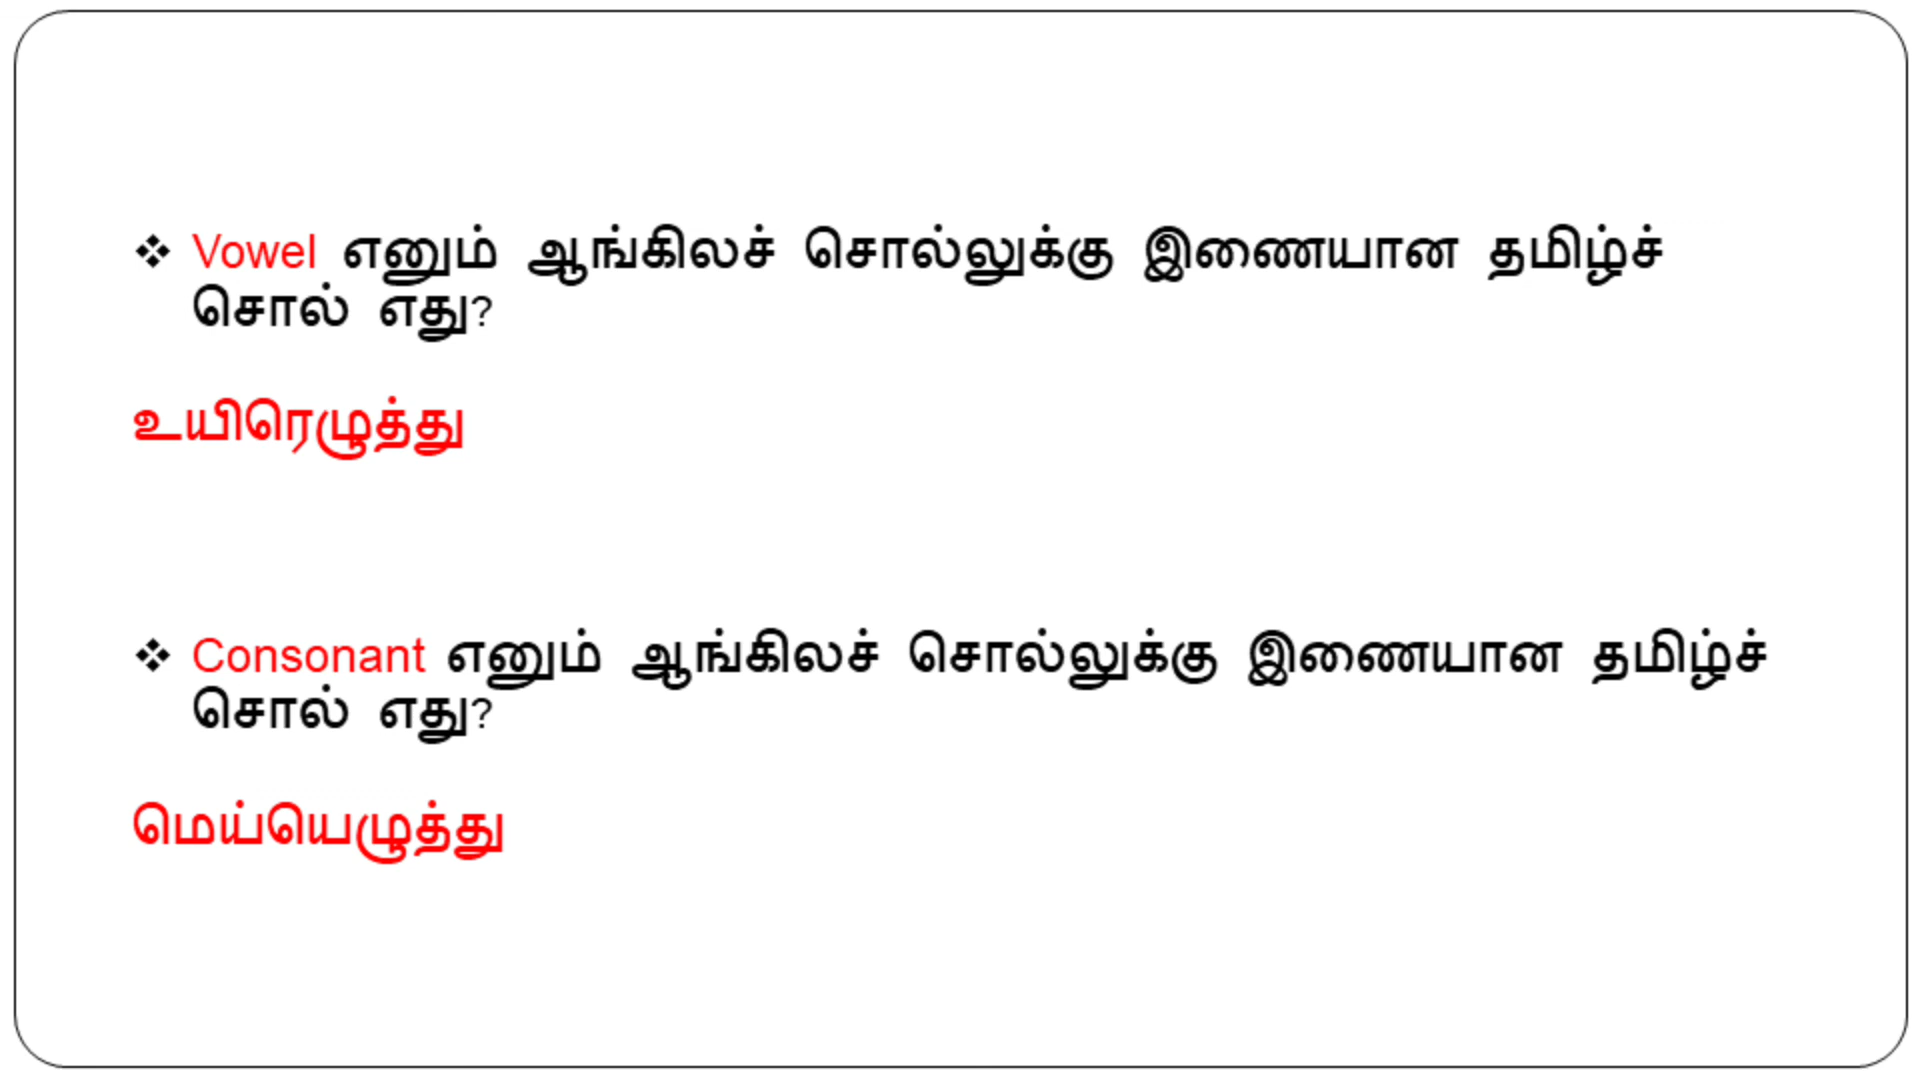 ❖ Vowel எனும் ஆங்கிலச் சொல்லுக்கு இணையான தமிழ்ச்
சொல் எது?
உயிரெழுத்து
❖ Consonant எனும் ஆங்கிலச் சொல்லுக்கு இணையான தமிழ்ச்
சொல் எது?
மெய்யெழுத்து